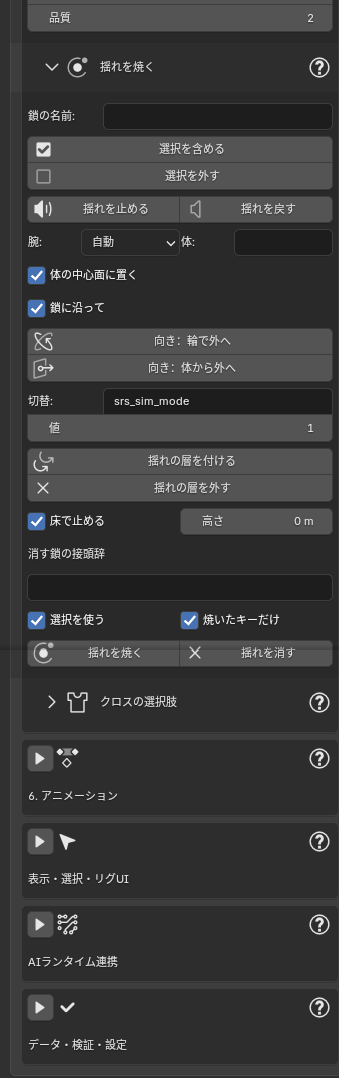 品質 2
揺れを焼く
鎖の名前:
選択を含める
選択を外す
揺れを止める 揺れを戻す
腕: 自動 体:
体の中心面に置く
鎖に沿って
向き: 輪で外へ
向き: 体から外へ
切替: srs_sim_mode
値 1
揺れの層を付ける
揺れの層を外す
床で止める 高さ 0 m
消す鎖の接頭辞
選択を使う 焼いたキーだけ
揺れを焼く 揺れを消す
クロスの選択肢
6. アニメーション
表示・選択・リグUI
AIランタイム連携
データ・検証・設定